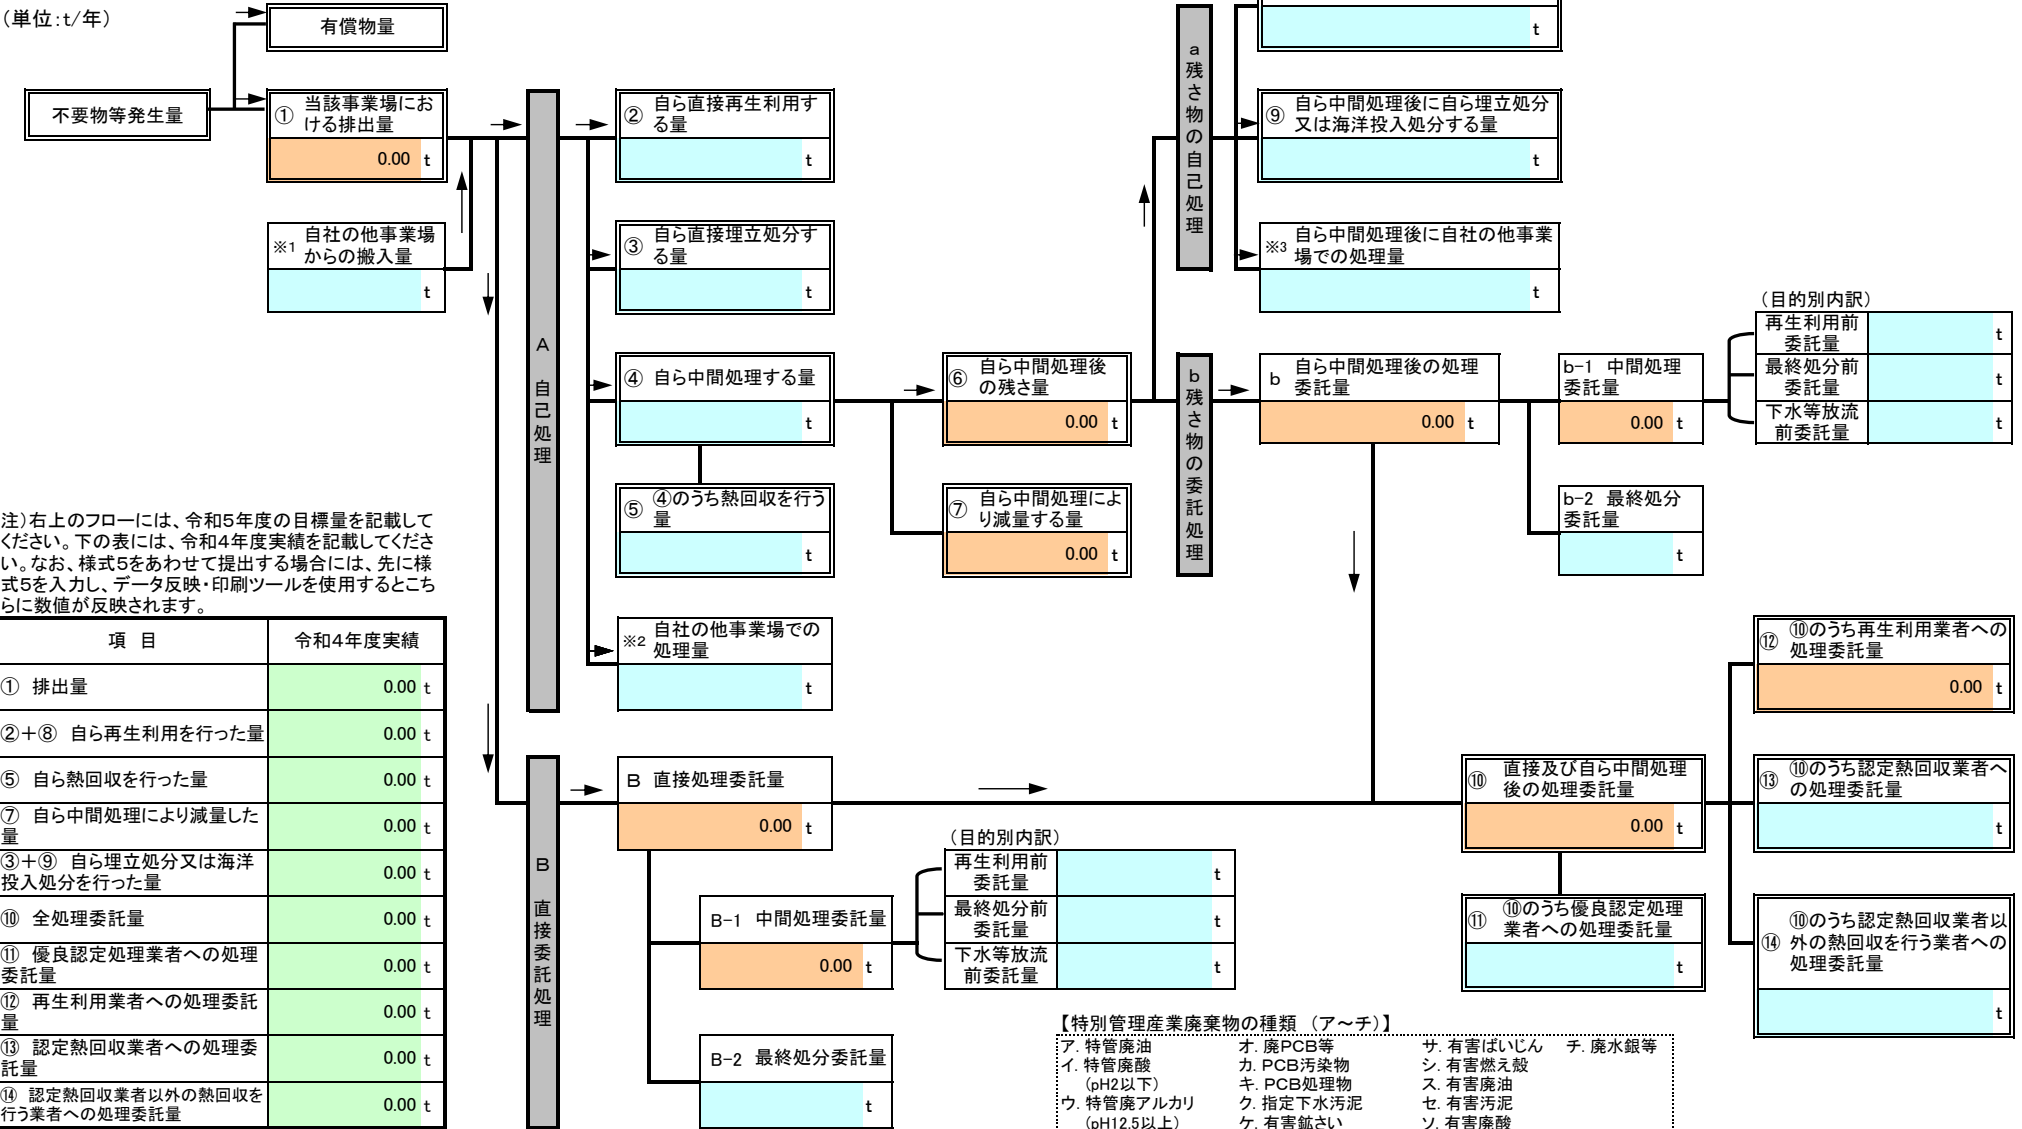 （単位：t/年）
有償物量
不要物等発生量
① 当該事業場にお
ける排出量
0.00 t
※1 自社の他事業場
からの搬入量
t
A 自己処理
② 自ら直接再生利用す
る量
t
③ 自ら直接埋立処分す
る量
t
④ 自ら中間処理する量
t
⑤ ④のうち熱回収を行う
量
t
※2 自社の他事業場での
処理量
t
⑥ 自ら中間処理後
の残さ量
0.00 t
⑦ 自ら中間処理によ
り減量する量
0.00 t
a 残さ物の自己処理
t
⑨ 自ら中間処理後に自ら埋立処分
又は海洋投入処分する量
t
※3 自ら中間処理後に自社の他事業
場での処理量
t
b 残さ物の委託処理
b 自ら中間処理後の処理
委託量
0.00 t
b-1 中間処理
委託量
0.00 t
b-2 最終処分
委託量
t
（目的別内訳）
再生利用前
委託量
t
最終処分前
委託量
t
下水等放流
前委託量
t
注）右上のフローには、令和５年度の目標量を記載して
ください。下の表には、令和４年度実績を記載してくださ
い。なお、様式５をあわせて提出する場合には、先に様
式５を入力し、データ反映・印刷ツールを使用するとこち
らに数値が反映されます。
項 目 令和４年度実績
① 排出量 0.00 t
②＋⑧ 自ら再生利用を行った量 0.00 t
⑤ 自ら熱回収を行った量 0.00 t
⑦ 自ら中間処理により減量した
量 0.00 t
③＋⑨ 自ら埋立処分又は海洋
投入処分を行った量 0.00 t
⑩ 全処理委託量 0.00 t
⑪ 優良認定処理業者への処理
委託量 0.00 t
⑫ 再生利用業者への処理委託
量 0.00 t
⑬ 認定熱回収業者への処理委
託量 0.00 t
⑭ 認定熱回収業者以外の熱回収を
行う業者への処理委託量 0.00 t
B 直接委託処理
B 直接処理委託量
0.00 t
B-1 中間処理委託量
0.00 t
B-2 最終処分委託量
t
（目的別内訳）
再生利用前
委託量
t
最終処分前
委託量
t
下水等放流
前委託量
t
⑩ 直接及び自ら中間処理
後の処理委託量
0.00 t
⑪ ⑩のうち優良認定処理
業者への処理委託量
t
⑫ ⑩のうち再生利用業者への
処理委託量
0.00 t
⑬ ⑩のうち認定熱回収業者へ
の処理委託量
t
⑭ ⑩のうち認定熱回収業者以
外の熱回収を行う業者への
処理委託量
t
【特別管理産業廃棄物の種類 （ア～チ）】
ア. 特管廃油 オ. 廃PCB等 サ. 有害ばいじん チ. 廃水銀等
イ. 特管廃酸 カ. PCB汚染物 シ. 有害燃え殻
（pH2以下） キ. PCB処理物 ス. 有害廃油
ウ. 特管廃アルカリ ク. 指定下水汚泥 セ. 有害汚泥
（pH12.5以上） ケ. 有害鉱さい ソ. 有害廃酸